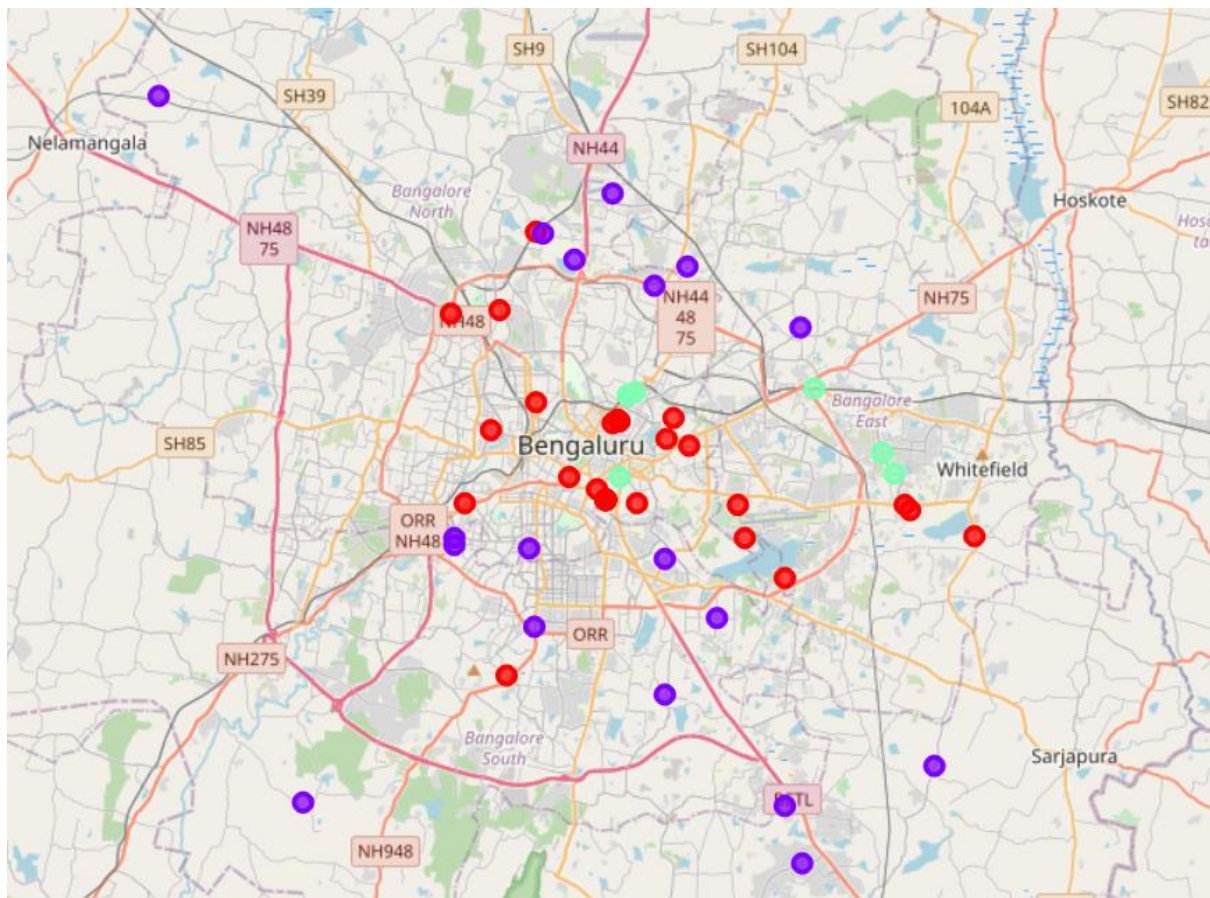 SH9
SH104
SH39
104A
SH82
Nelamangala
NH44
Bangalore
North
Hoskote
NH48
75
NH75
NH44
48
75
NH48
Bangalore
East
SH85
Bengaluru
Whitefield
ORR
NH48
ORR
NH275
Bangalore
South
Sarjapura
NH948